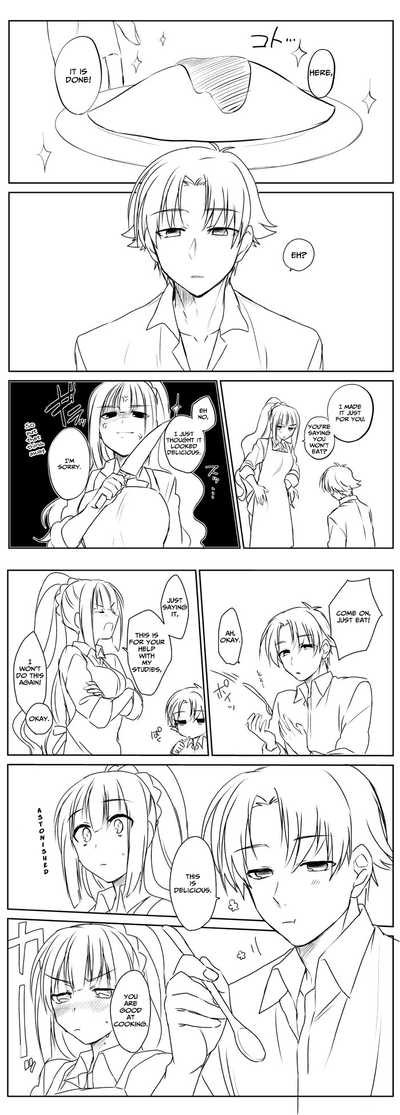 コト…
HERE,
IT IS
DONE!
EH?
I MADE
IT JUST
FOR YOU.
YOU'RE
SAYING
YOU
WON'T
EAT?
EH
NO,
I JUST
THOUGHT IT
LOOKED
DELICIOUS.
I'M
SORRY.
COME ON,
JUST EAT!
AH,
OKAY.
JUST
SAYING
IT,
THIS IS
FOR YOUR
HELP
WITH MY
STUDIES,
I
WON'T
DO THIS
AGAIN!
OKAY.
ASTONISHED
THIS
IS
DELICIOUS.
YOU ARE
GOOD
AT
COOKING.